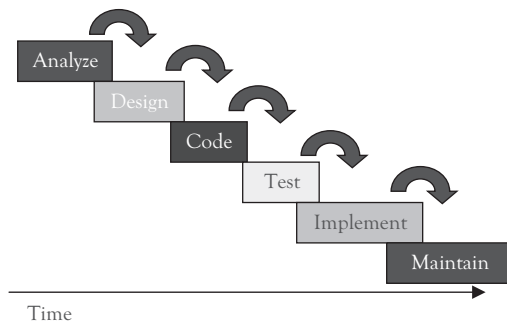 Analyze
Design
Code
Test
Implement
Maintain
Time